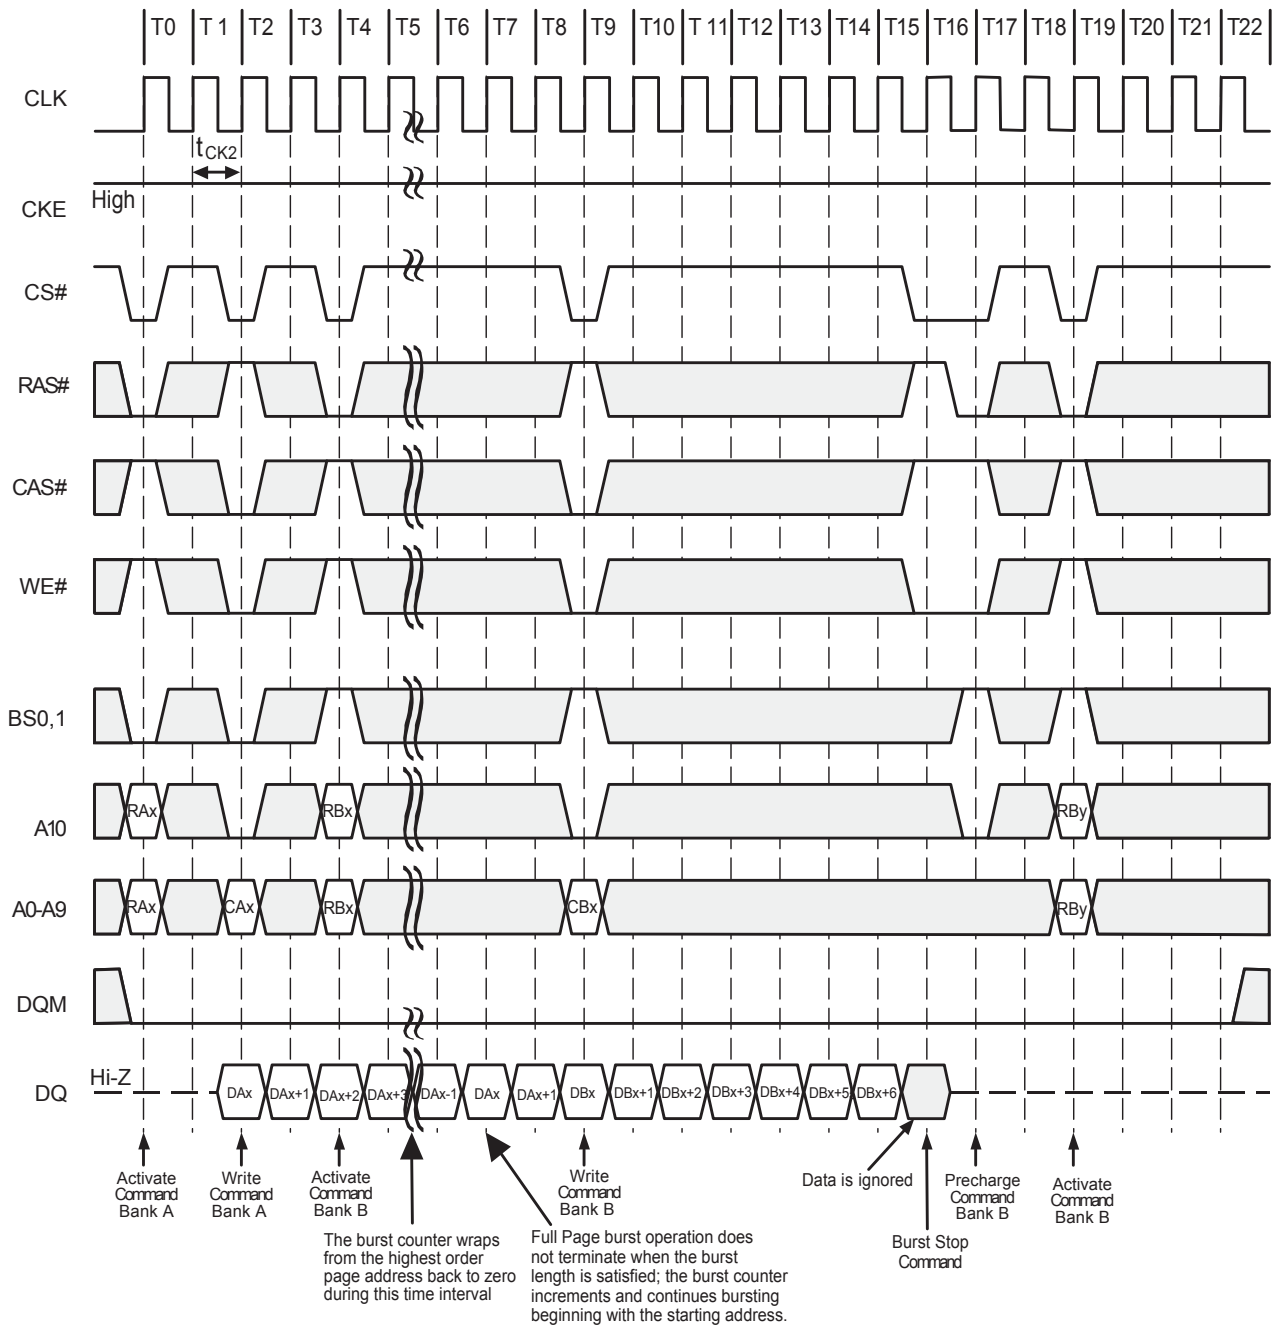 T0 T 1 T2 T3 T4 T5 T6 T7 T8 T9 T10 T 11 T12 T13 T14 T15 T16 T17 T18 T19 T20 T21 T22
CLK
tCK2
High
CKE
CS#
RAS#
CAS#
WE#
BS0,1
A10
RAx RBx RBy
A0-A9
RAx CAx RBx CBx RBy
DQM
DQ
Hi-Z
DAx DAx+1 DAx+2 DAx+3 DAx-1 DAx DAx+1 DBx DBx+1 DBx+2 DBx+3 DBx+4 DBx+5 DBx+6
Activate
Command
Bank A
Write
Command
Bank A
Activate
Command
Bank B
The burst counter wraps
from the highest order
page address back to zero
during this time interval
Full Page burst operation does
not terminate when the burst
length is satisfied; the burst counter
increments and continues bursting
beginning with the starting address.
Write
Command
Bank B
Data is ignored
Burst Stop
Command
Precharge
Command
Bank B
Activate
Command
Bank B